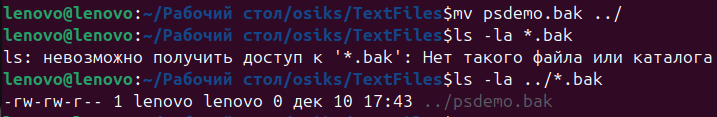 lenovo@lenovo:~/Рабочий стол/osiks/TextFiles$mv psdemo.bak ../
lenovo@lenovo:~/Рабочий стол/osiks/TextFiles$ls -la *.bak
ls: невозможно получить доступ к '*.bak': Нет такого файла или каталога
lenovo@lenovo:~/Рабочий стол/osiks/TextFiles$ls -la ../*.bak
-rw-rw-r-- 1 lenovo lenovo 0 дек 10 17:43 ../psdemo.bak